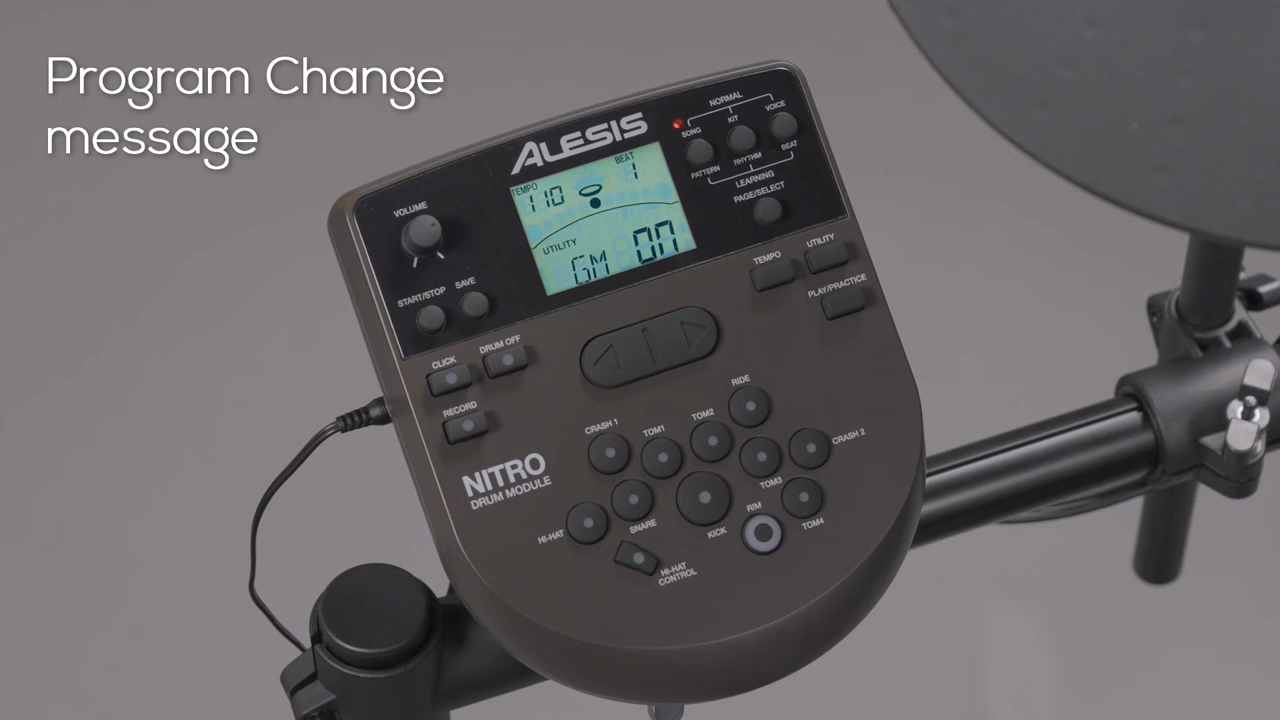 Program Change
message
ALESIS
NORMAL
SONG
KIT
VOICE
PATTERN
RHYTHM
BEAT
LEARNING
PAGE/SELECT
TEMPO
110
BEAT
1
UTILITY
GM
ON
VOLUME
START/STOP
SAVE
TEMPO
UTILITY
PLAY/PRACTICE
CLICK
DRUM OFF
RECORD
NITRO
DRUM MODULE
CRASH 1
TOM1
TOM2
RIDE
CRASH 2
TOM3
TOM4
HI-HAT
SNARE
KICK
RIM
HI-HAT
CONTROL